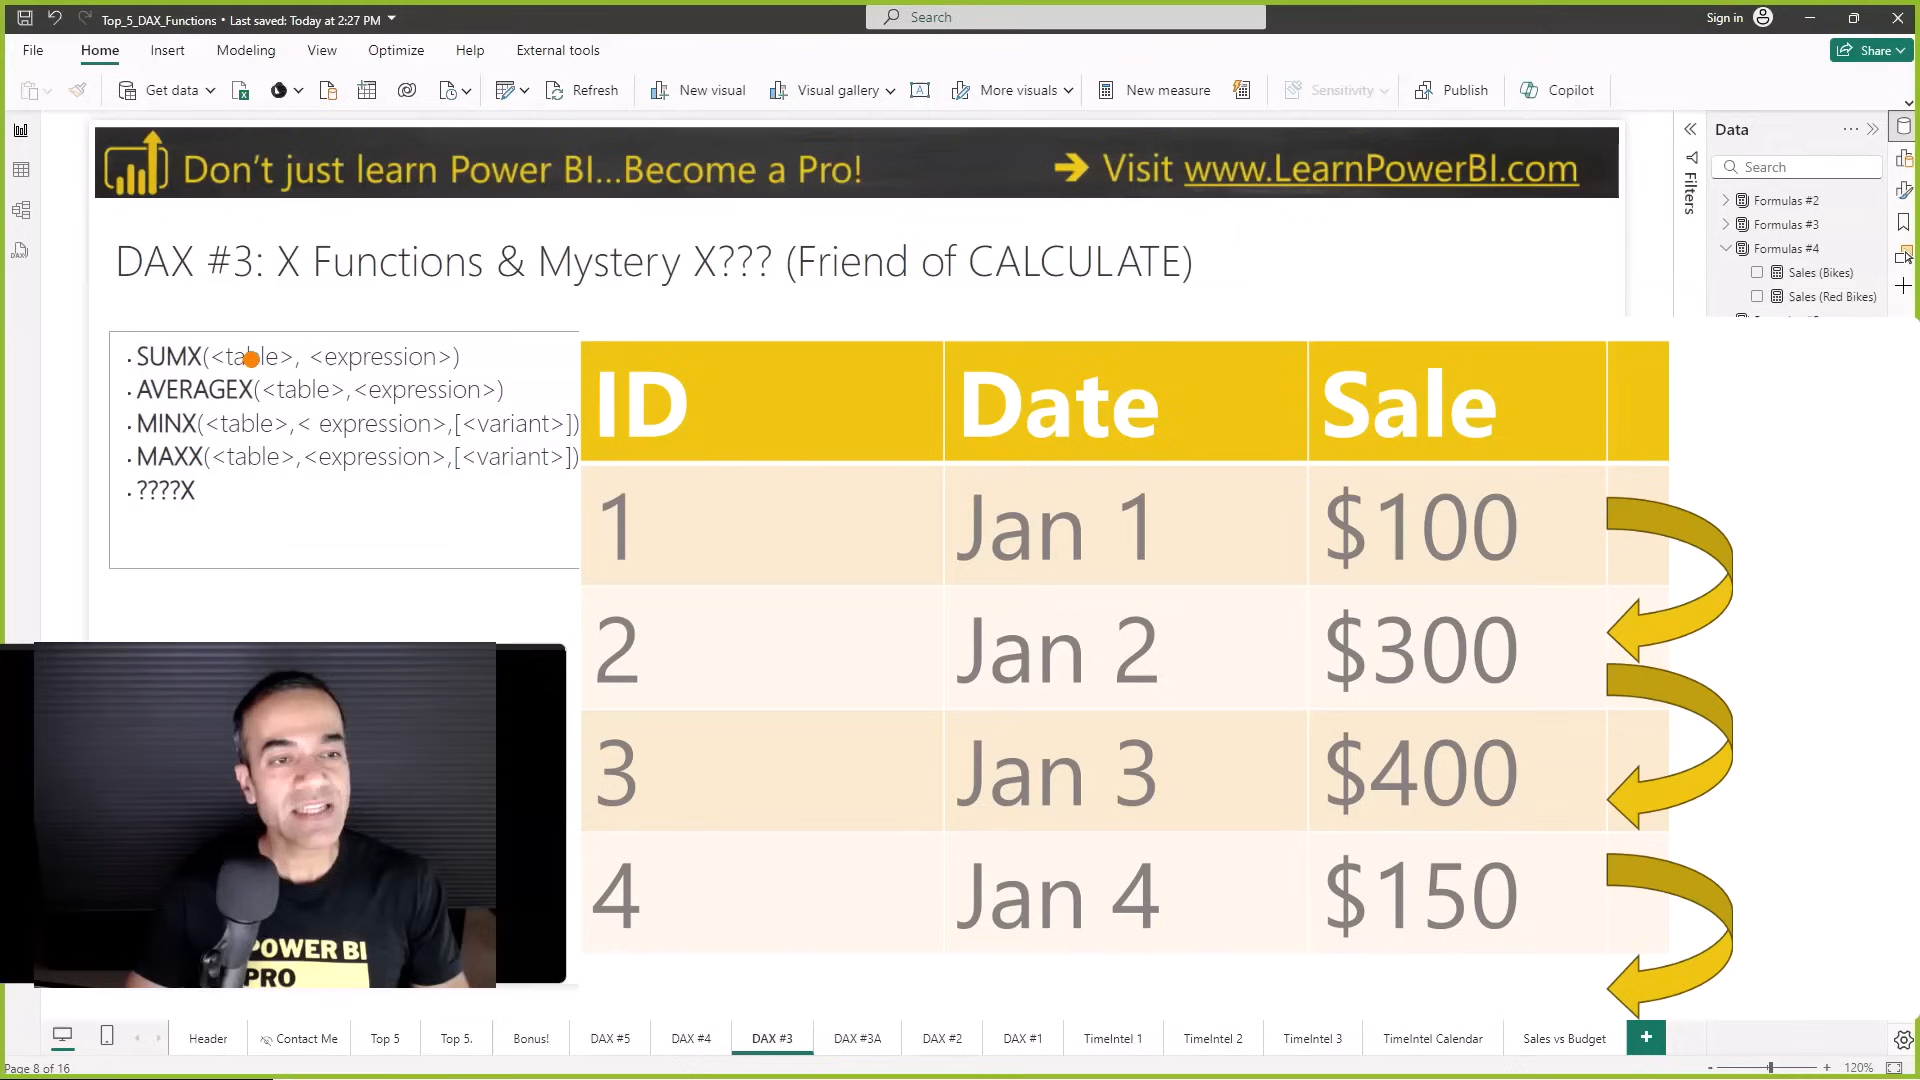 Top_5_DAX_Functions • Last saved: Today at 2:27 PM
Search
Sign in
File
Home
Insert
Modeling
View
Optimize
Help
External tools
Share
Get data
Refresh
New visual
Visual gallery
More visuals
New measure
Sensitivity
Publish
Copilot
Don't just learn Power BI...Become a Pro!
Visit www.LearnPowerBI.com
Filters
Data
Search
Formulas #2
Formulas #3
Formulas #4
Sales (Bikes)
Sales (Red Bikes)
DAX #3: X Functions & Mystery X??? (Friend of CALCULATE)
• SUMX(<table>, <expression>)
• AVERAGEX(<table>,<expression>)
• MINX(<table>,< expression>,[<variant>])
• MAXX(<table>,<expression>,[<variant>])
• ????X
ID Date Sale
1 Jan 1 $100
2 Jan 2 $300
3 Jan 3 $400
4 Jan 4 $150
POWER BI
PRO
Header
Contact Me
Top 5
Top 5.
Bonus!
DAX #5
DAX #4
DAX #3
DAX #3A
DAX #2
DAX #1
TimeIntel 1
TimeIntel 2
TimeIntel 3
TimeIntel Calendar
Sales vs Budget
+
Page 8 of 16
- + 120%